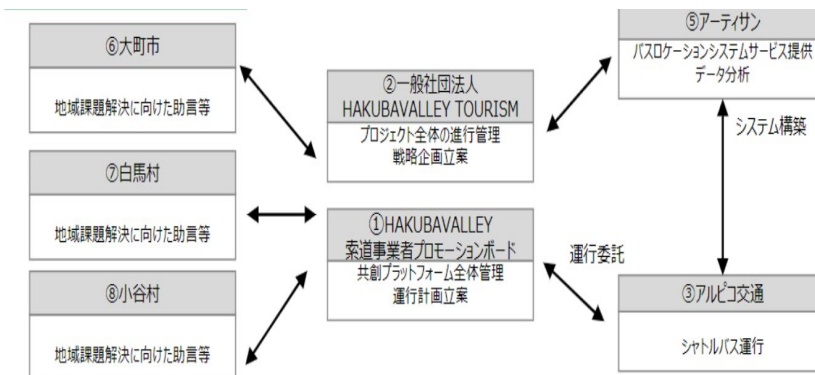 ⑥大町市
地域課題解決に向けた助言等
⑦白馬村
地域課題解決に向けた助言等
⑧小谷村
地域課題解決に向けた助言等
②一般社団法人
HAKUBAVALLEY TOURISM
プロジェクト全体の進行管理
戦略企画立案
①HAKUBAVALLEY
索道事業者プロモーションボード
共創プラットフォーム全体管理
運行計画立案
⑤アーティサン
バスロケーションシステムサービス提供
データ分析
システム構築
運行委託
③アルピコ交通
シャトルバス運行